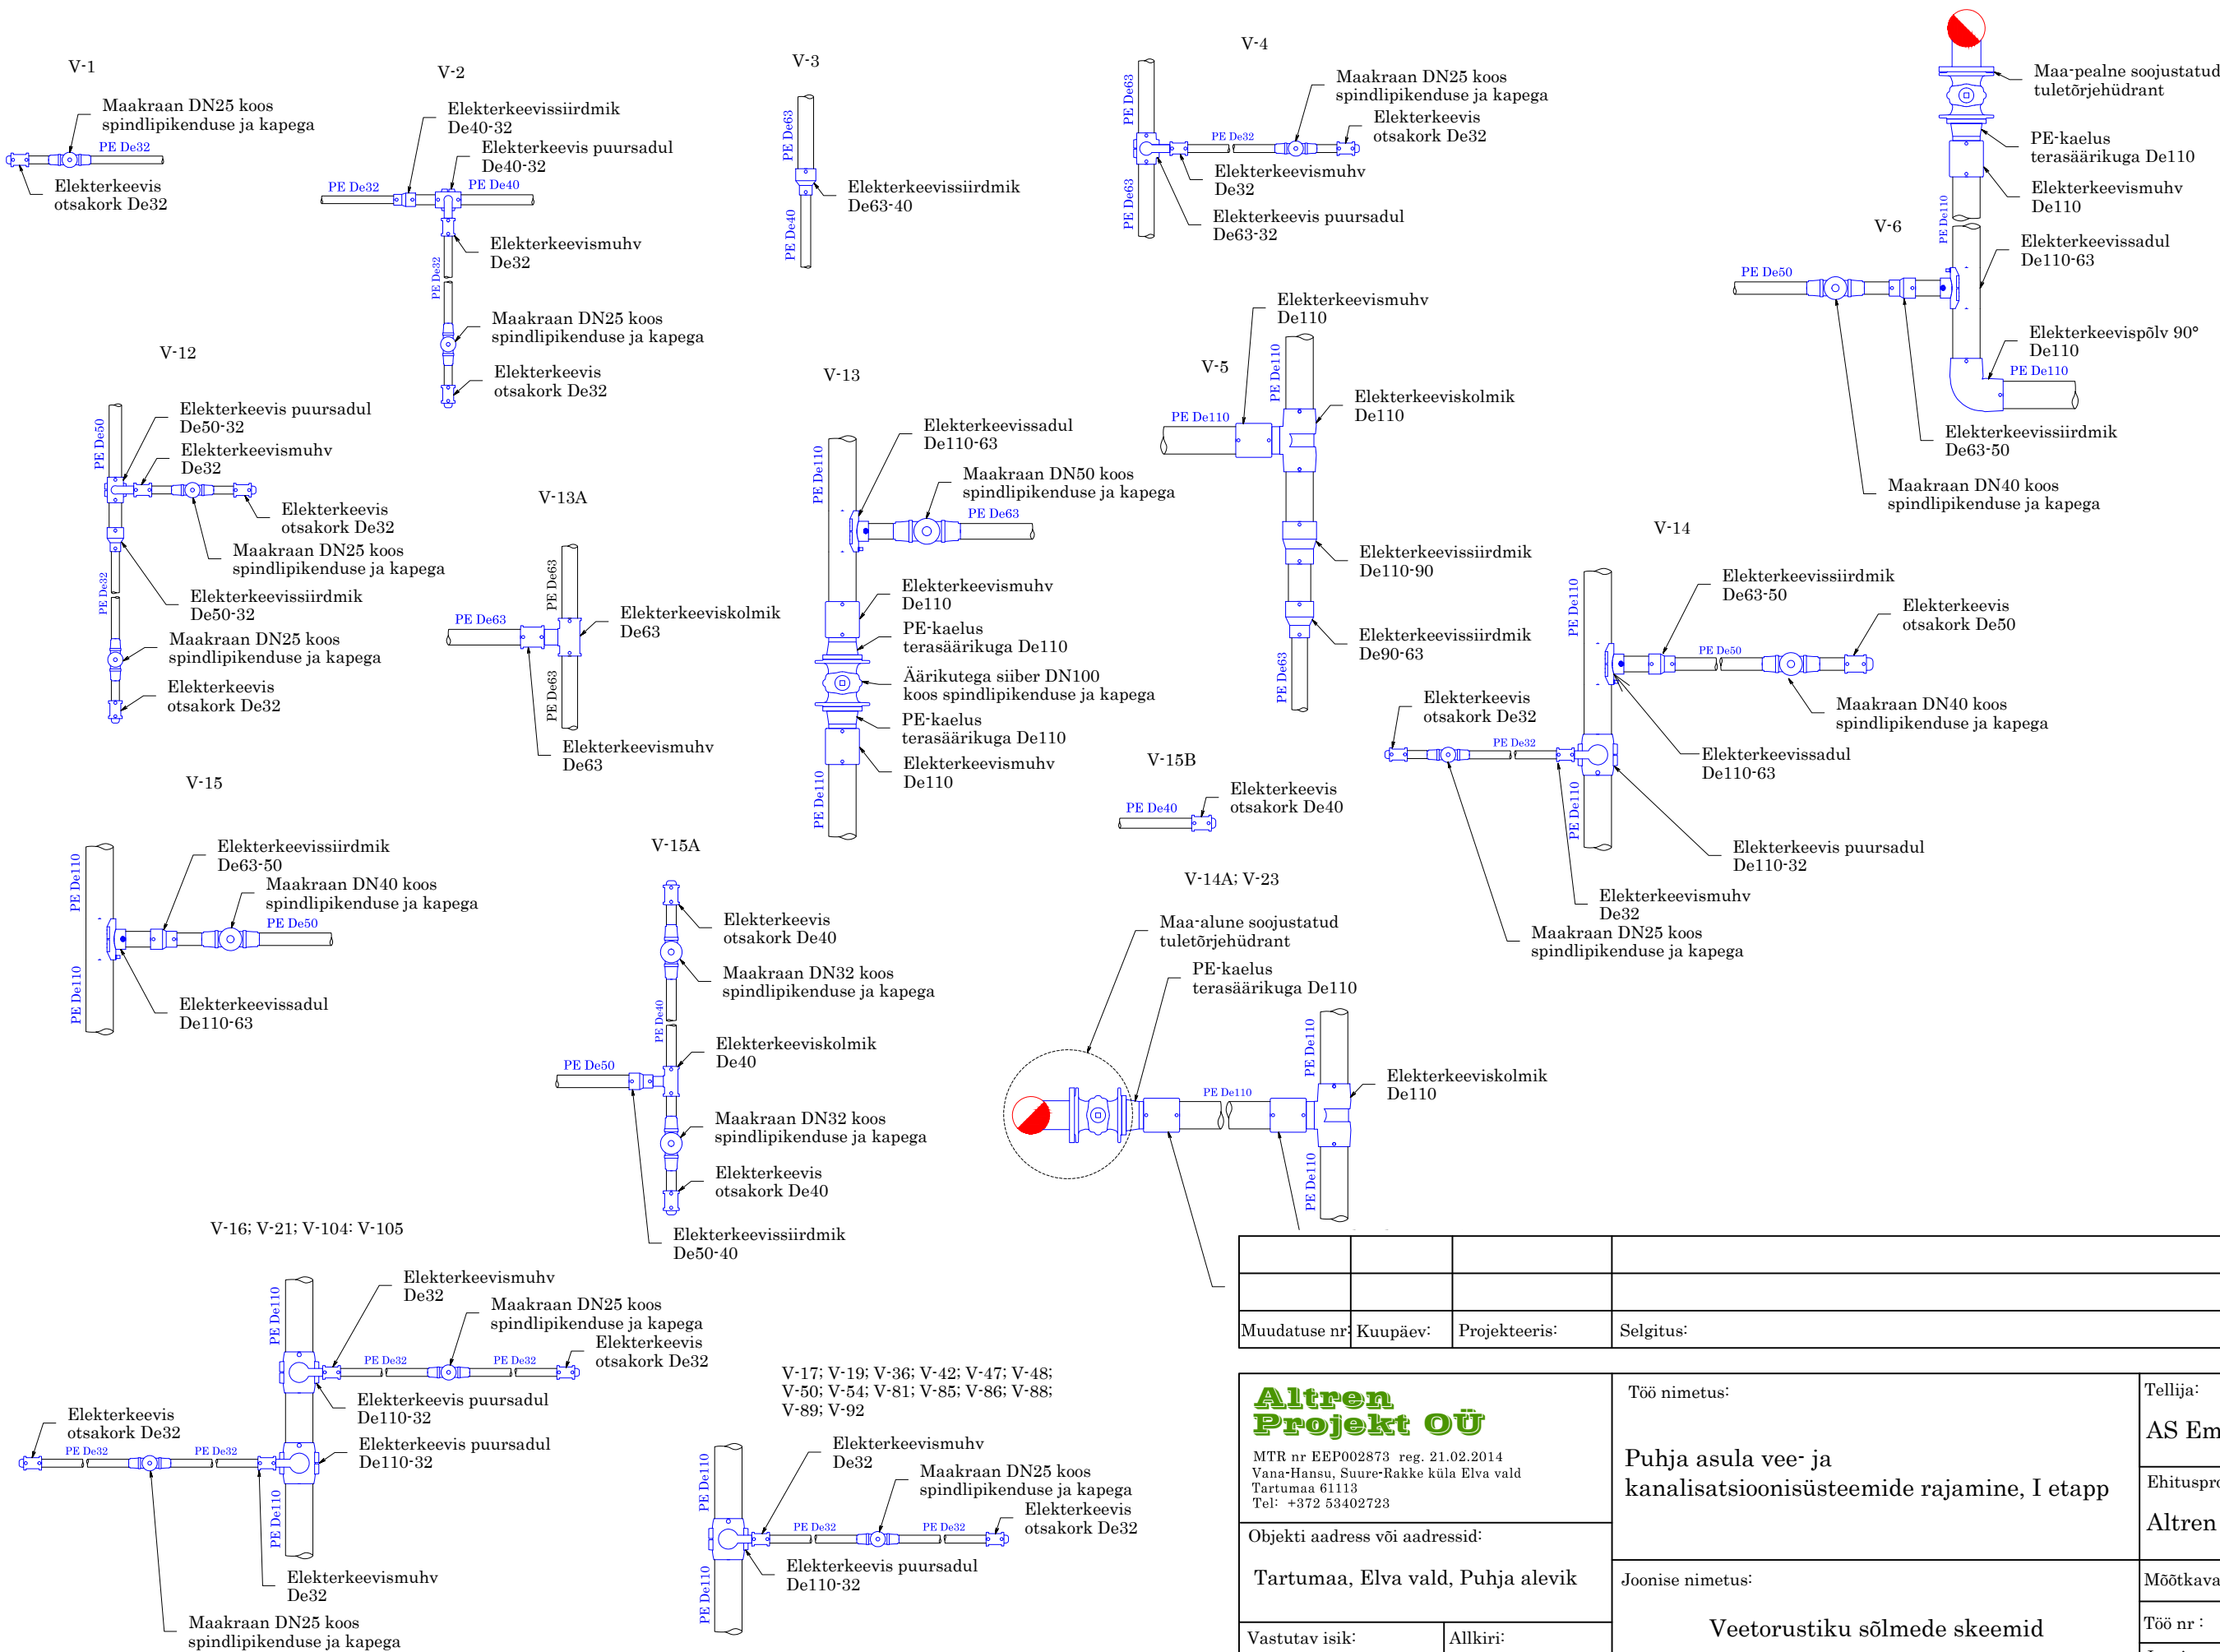 V-1
Maakraan DN25 koos
spindlipikenduse ja kapega
PE De32
Elekterkeevis
otsakork De32
V-2
Elekterkeevissiirdmik
De40-32
Elekterkeevis puursadul
De40-32
PE De32
PE De40
Elekterkeevismuhv
De32
PE De32
Maakraan DN25 koos
spindlipikenduse ja kapega
Elekterkeevis
otsakork De32
V-3
PE De63
Elekterkeevissiirdmik
De63-40
PE De40
V-4
PE De63
Maakraan DN25 koos
spindlipikenduse ja kapega
Elekterkeevis
otsakork De32
PE De32
Elekterkeevismuhv
De32
PE De63
Elekterkeevis puursadul
De63-32
Maa-pealne soojustatud
tuletõrjehüdrant
PE-kaelus
terasäärikuga De110
Elekterkeevismuhv
De110
PE De110
V-6
Elekterkeevissadul
De110-63
PE De50
Elekterkeevispõlv 90°
De110
PE De110
Elekterkeevissiirdmik
De63-50
Maakraan DN40 koos
spindlipikenduse ja kapega
V-12
Elekterkeevis puursadul
De50-32
PE De50
Elekterkeevismuhv
De32
Elekterkeevis
otsakork De32
Maakraan DN25 koos
spindlipikenduse ja kapega
PE De32
Elekterkeevissiirdmik
De50-32
Maakraan DN25 koos
spindlipikenduse ja kapega
Elekterkeevis
otsakork De32
V-13A
PE De63
PE De63
Elekterkeeviskolmik
De63
PE De63
Elekterkeevismuhv
De63
V-13
Elekterkeevissadul
De110-63
PE De110
Maakraan DN50 koos
spindlipikenduse ja kapega
PE De63
Elekterkeevismuhv
De110
PE-kaelus
terasäärikuga De110
Äärikutega siiber DN100
koos spindlipikenduse ja kapega
PE-kaelus
terasäärikuga De110
Elekterkeevismuhv
De110
PE De110
V-5
Elekterkeevismuhv
De110
PE De110
Elekterkeeviskolmik
De110
PE De110
Elekterkeevissiirdmik
De110-90
Elekterkeevissiirdmik
De90-63
PE De63
V-14
PE De110
Elekterkeevissiirdmik
De63-50
Elekterkeevis
otsakork De50
PE De50
Maakraan DN40 koos
spindlipikenduse ja kapega
Elekterkeevis
otsakork De32
PE De32
Elekterkeevissadul
De110-63
PE De110
Elekterkeevis puursadul
De110-32
Elekterkeevismuhv
De32
Maakraan DN25 koos
spindlipikenduse ja kapega
V-15
PE De110
Elekterkeevissiirdmik
De63-50
Maakraan DN40 koos
spindlipikenduse ja kapega
PE De50
PE De110
Elekterkeevissadul
De110-63
V-15A
Elekterkeevis
otsakork De40
Maakraan DN32 koos
spindlipikenduse ja kapega
PE De40
Elekterkeeviskolmik
De40
PE De50
Maakraan DN32 koos
spindlipikenduse ja kapega
Elekterkeevis
otsakork De40
Elekterkeevissiirdmik
De50-40
V-15B
PE De40
Elekterkeevis
otsakork De40
V-14A; V-23
Maa-alune soojustatud
tuletõrjehüdrant
PE-kaelus
terasäärikuga De110
PE De110
PE De110
Elekterkeeviskolmik
De110
PE De110
V-16; V-21; V-104: V-105
PE De110
Elekterkeevismuhv
De32
Maakraan DN25 koos
spindlipikenduse ja kapega
Elekterkeevis
otsakork De32
PE De32
PE De32
Elekterkeevis puursadul
De110-32
Elekterkeevis
otsakork De32
PE De32
PE De32
Elekterkeevis puursadul
De110-32
PE De110
Elekterkeevismuhv
De32
Maakraan DN25 koos
spindlipikenduse ja kapega
V-17; V-19; V-36; V-42; V-47; V-48;
V-50; V-54; V-81; V-85; V-86; V-88;
V-89; V-92
PE De110
Elekterkeevismuhv
De32
Maakraan DN25 koos
spindlipikenduse ja kapega
Elekterkeevis
otsakork De32
PE De32
PE De32
Elekterkeevis puursadul
De110-32
PE De110
Muudatuse nr: Kuupäev: Projekteeris: Selgitus:
Altren
Projekt OÜ
MTR nr EEP002873 reg. 21.02.2014
Vana-Hansu, Suure-Rakke küla Elva vald
Tartumaa 61113
Tel: +372 53402723
Objekti aadress või aadressid:
Tartumaa, Elva vald, Puhja alevik
Vastutav isik: Allkiri:
Töö nimetus:
Puhja asula vee- ja
kanalisatsioonisüsteemide rajamine, I etapp
Joonise nimetus:
Veetorustiku sõlmede skeemid
Tellija:
AS Em
Ehituspro
Altren
Mõõtkava
Töö nr :